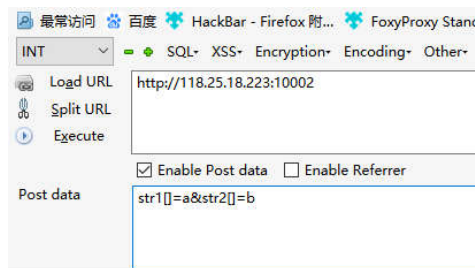 最常访问 百度 HackBar - Firefox 附... FoxyProxy Stand
INT SQL- XSS- Encryption- Encoding- Other-
Load URL http://118.25.18.223:10002
Split URL
Execute
Enable Post data Enable Referrer
Post data str1[]=a&str2[]=b